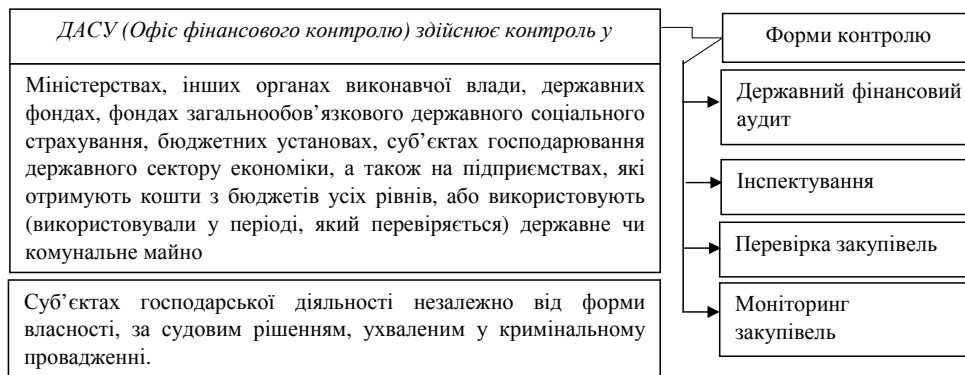 ДАСУ (Офіс фінансового контролю) здійснює контроль у
Міністерствах, інших органах виконавчої влади, державних
фондах, фондах загальнообов’язкового державного соціального
страхування, бюджетних установах, суб’єктах господарювання
державного сектору економіки, а також на підприємствах, які
отримують кошти з бюджетів усіх рівнів, або використовують
(використовували у періоді, який перевіряється) державне чи
комунальне майно
Суб’єктах господарської діяльності незалежно від форми
власності, за судовим рішенням, ухваленим у кримінальному
провадженні.
Форми контролю
Державний фінансовий
аудит
Інспектування
Перевірка закупівель
Моніторинг
закупівель